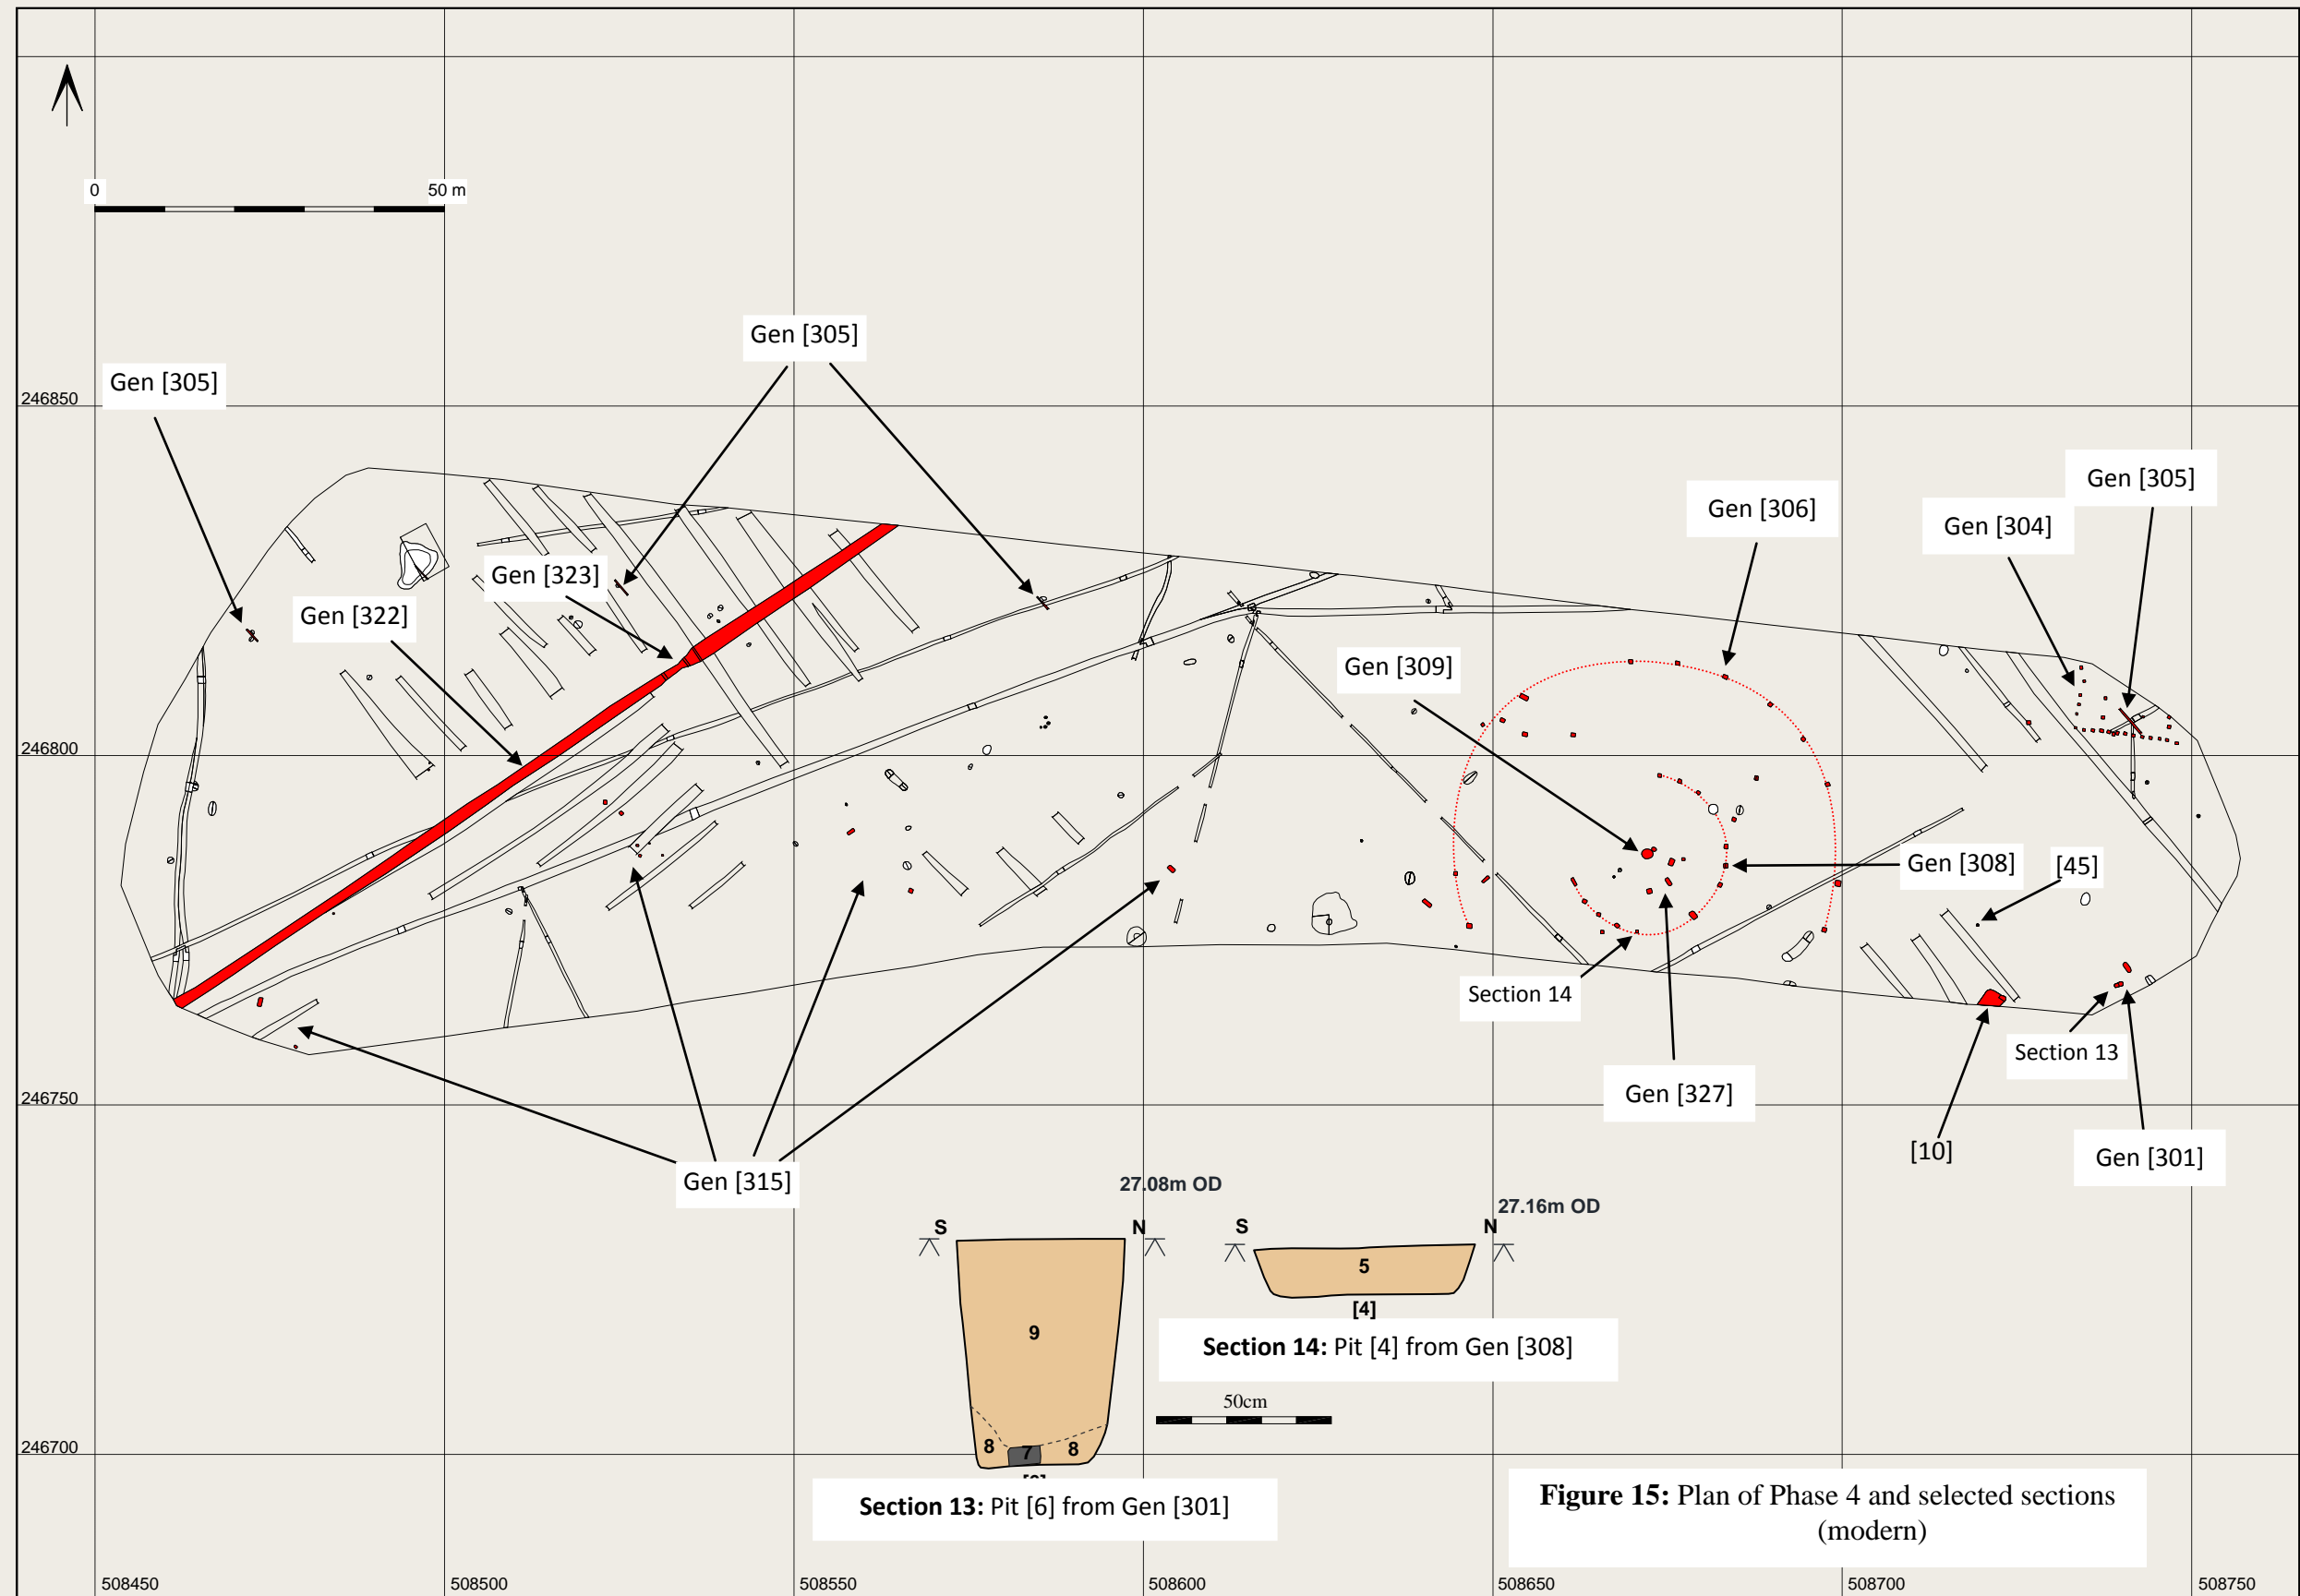 0
50 m
Gen [305]
Gen [305]
246850
Gen [305]
Gen [306]
Gen [304]
Gen [323]
Gen [322]
Gen [309]
246800
Gen [308]
[45]
Section 14
Section 13
Gen [327]
246750
[10]
Gen [301]
Gen [315]
27.08m OD
27.16m OD
S
N
S
N
5
[4]
9
Section 14: Pit [4] from Gen [308]
50cm
246700
8
7
8
Section 13: Pit [6] from Gen [301]
Figure 15: Plan of Phase 4 and selected sections
(modern)
508450
508500
508550
508600
508650
508700
508750